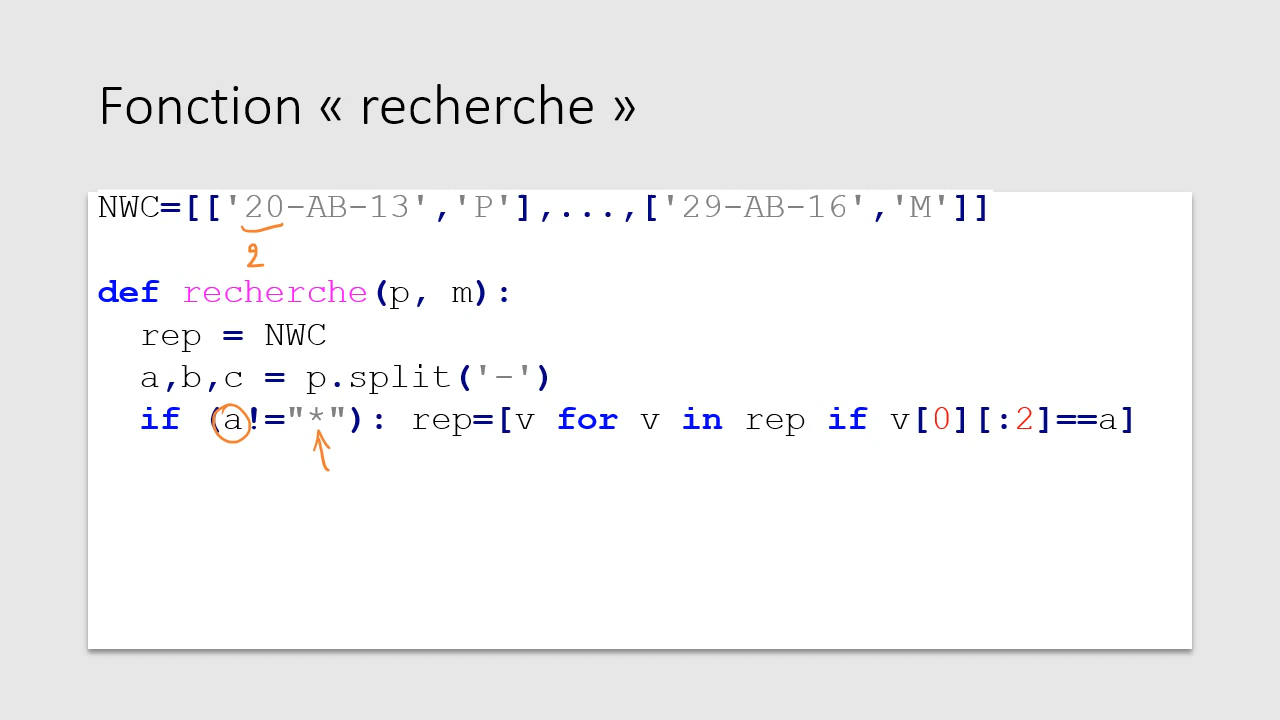 Fonction « recherche »
NWC=[['20-AB-13','P'],...,['29-AB-16','M']]
2
def recherche(p, m):
rep = NWC
a,b,c = p.split('-')
if (a!="*"): rep=[v for v in rep if v[0][:2]==a]